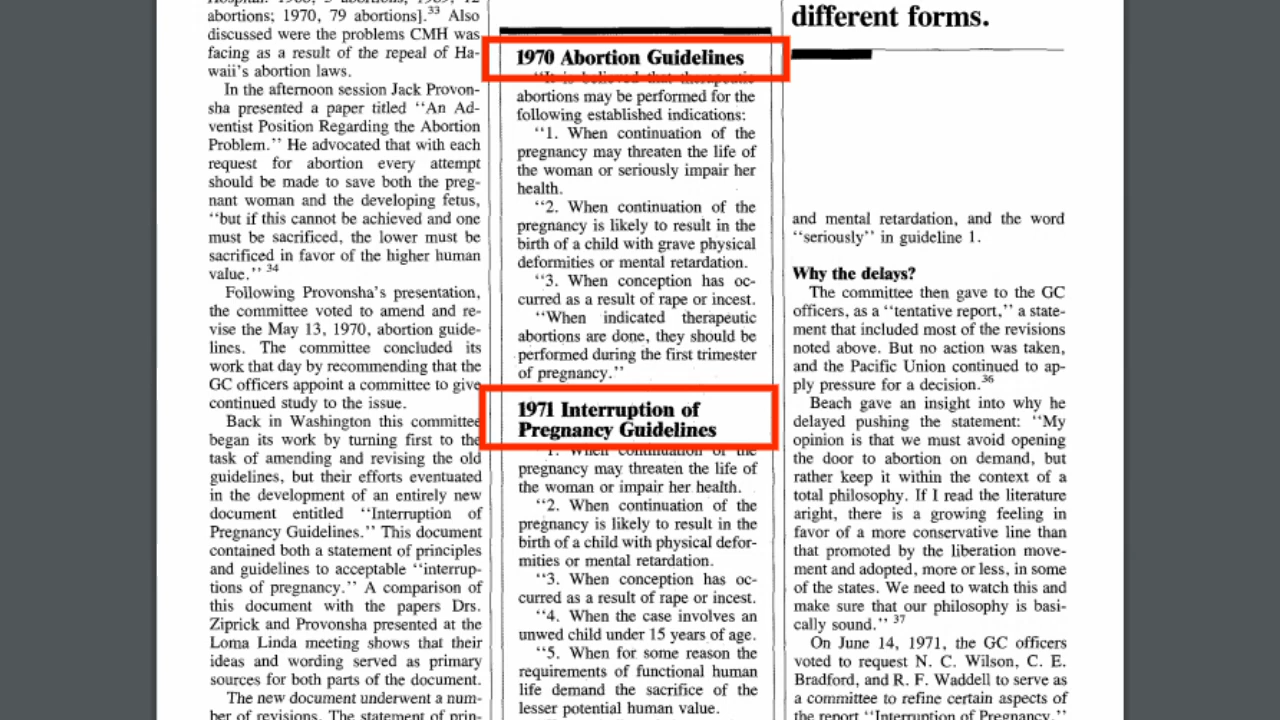 Hospital: 1968, 3 abortions; 1969, 12
abortions; 1970, 79 abortions].33 Also
discussed were the problems CMH was
facing as a result of the repeal of Ha-
waii's abortion laws.
In the afternoon session Jack Provon-
sha presented a paper titled “An Ad-
ventist Position Regarding the Abortion
Problem.” He advocated that with each
request for abortion every attempt
should be made to save both the preg-
nant woman and the developing fetus,
“but if this cannot be achieved and one
must be sacrificed, the lower must be
sacrificed in favor of the higher human
value.” 34
Following Provonsha's presentation,
the committee voted to amend and re-
vise the May 13, 1970, abortion guide-
lines. The committee concluded its
work that day by recommending that the
GC officers appoint a committee to give
continued study to the issue.
Back in Washington this committee
began its work by turning first to the
task of amending and revising the old
guidelines, but their efforts eventuated
in the development of an entirely new
document entitled “Interruption of
Pregnancy Guidelines.” This document
contained both a statement of principles
and guidelines to acceptable “interrup-
tions of pregnancy.” A comparison of
this document with the papers Drs.
Ziprick and Provonsha presented at the
Loma Linda meeting shows that their
ideas and wording served as primary
sources for both parts of the document.
The new document underwent a num-
ber of revisions. The statement of prin-
1970 Abortion Guidelines
“It is believed that therapeutic
abortions may be performed for the
following established indications:
“1. When continuation of the
pregnancy may threaten the life of
the woman or seriously impair her
health.
“2. When continuation of the
pregnancy is likely to result in the
birth of a child with grave physical
deformities or mental retardation.
“3. When conception has oc-
curred as a result of rape or incest.
“When indicated therapeutic
abortions are done, they should be
performed during the first trimester
of pregnancy.”
1971 Interruption of
Pregnancy Guidelines
1. When continuation of the
pregnancy may threaten the life of
the woman or impair her health.
“2. When continuation of the
pregnancy is likely to result in the
birth of a child with physical defor-
mities or mental retardation.
“3. When conception has oc-
curred as a result of rape or incest.
“4. When the case involves an
unwed child under 15 years of age.
“5. When for some reason the
requirements of functional human
life demand the sacrifice of the
lesser potential human value.
different forms.
and mental retardation, and the word
“seriously” in guideline 1.
Why the delays?
The committee then gave to the GC
officers, as a “tentative report,” a state-
ment that included most of the revisions
noted above. But no action was taken,
and the Pacific Union continued to ap-
ply pressure for a decision.36
Beach gave an insight into why he
delayed pushing the statement: “My
opinion is that we must avoid opening
the door to abortion on demand, but
rather keep it within the context of a
total philosophy. If I read the literature
aright, there is a growing feeling in
favor of a more conservative line than
that promoted by the liberation move-
ment and adopted, more or less, in some
of the states. We need to watch this and
make sure that our philosophy is basi-
cally sound.” 37
On June 14, 1971, the GC officers
voted to request N. C. Wilson, C. E.
Bradford, and R. F. Waddell to serve as
a committee to refine certain aspects of
the report “Interruption of Pregnancy.”